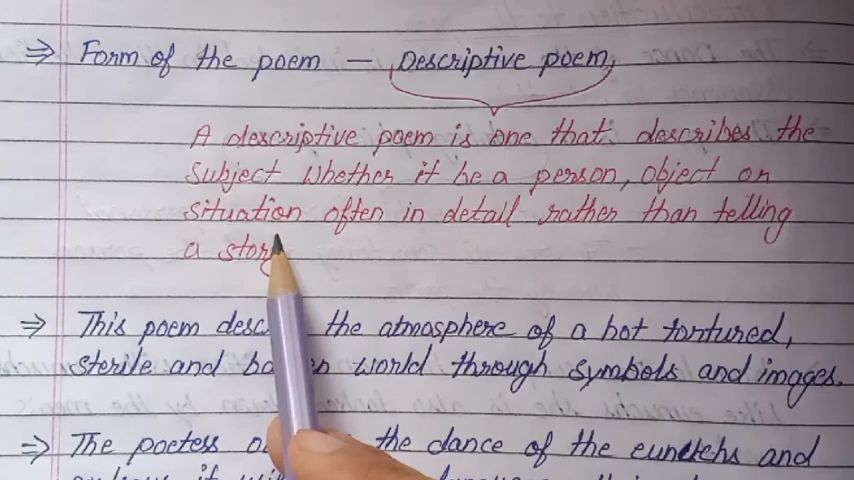 ⇒ Form of the poem — Descriptive poem,
A descriptive poem is one that describes the
subject whether it be a person, object or
situation often in detail rather than telling
a story
⇒ This poem the atmosphere of a hot tortured,
sterile and world through symbols and images.
⇒ The poetess the dance of the eunuchs and